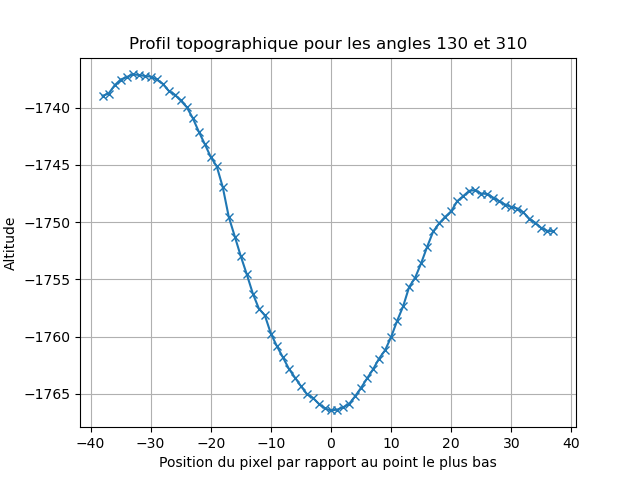 Profil topographique pour les angles 130 et 310
−1740
−1745
−1750
−1755
−1760
−1765
Altitude
−40 −30 −20 −10 0 10 20 30 40
Position du pixel par rapport au point le plus bas